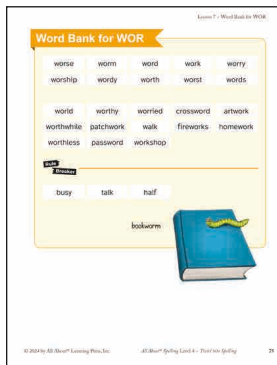 Lesson 7 - Word Bank for WOR
Word Bank for WOR
worse worm word work worry
worship wordy worth worst words
world worthy worried crossword artwork
worthwhile patchwork walk fireworks homework
worthless password workshop
Rule
Breaker
busy talk half
bookworm
© 2024 by All About® Learning Press, Inc. All About® Spelling Level 4 – Third Year Spelling 75